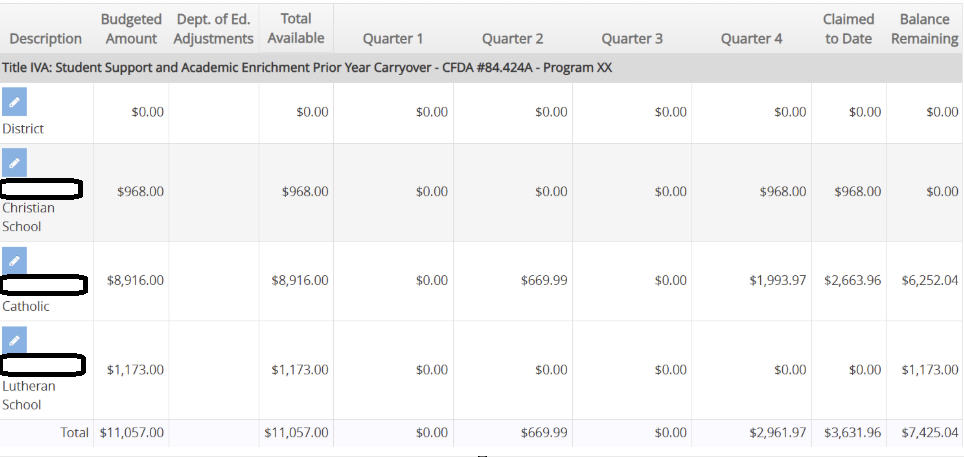 Description Budgeted Amount Dept. of Ed. Adjustments Total Available Quarter 1 Quarter 2 Quarter 3 Quarter 4 Claimed to Date Balance Remaining
Title IVA: Student Support and Academic Enrichment Prior Year Carryover - CFDA #84.424A - Program XX
District $0.00 $0.00 $0.00 $0.00 $0.00 $0.00 $0.00 $0.00
Christian School $968.00 $968.00 $0.00 $0.00 $0.00 $968.00 $968.00 $0.00
Catholic $8,916.00 $8,916.00 $0.00 $669.99 $0.00 $1,993.97 $2,663.96 $6,252.04
Lutheran School $1,173.00 $1,173.00 $0.00 $0.00 $0.00 $0.00 $0.00 $1,173.00
Total $11,057.00 $11,057.00 $0.00 $669.99 $0.00 $2,961.97 $3,631.96 $7,425.04